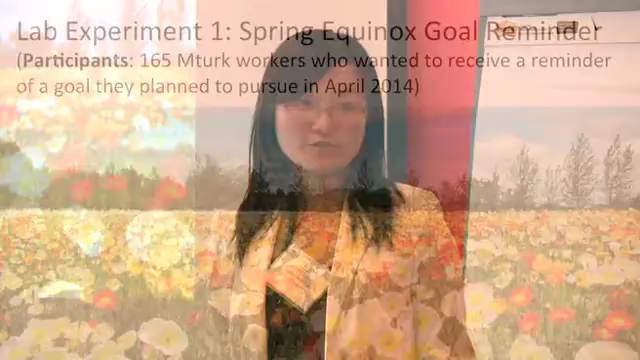 Lab Experiment 1: Spring Equinox Goal Reminder
(Participants: 165 Mturk workers who wanted to receive a reminder
of a goal they planned to pursue in April 2014)